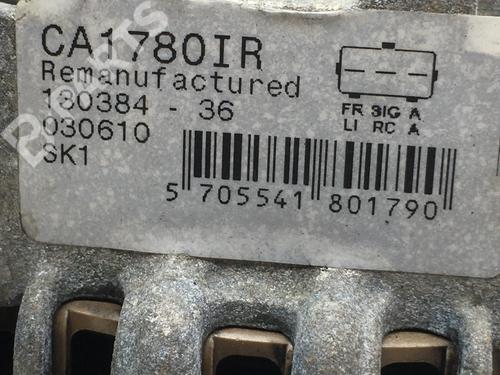 CA1780IR
Remanufactured
180384 - 36
030610
SK1
FR SIG A
LI RC A
5 705541 801790